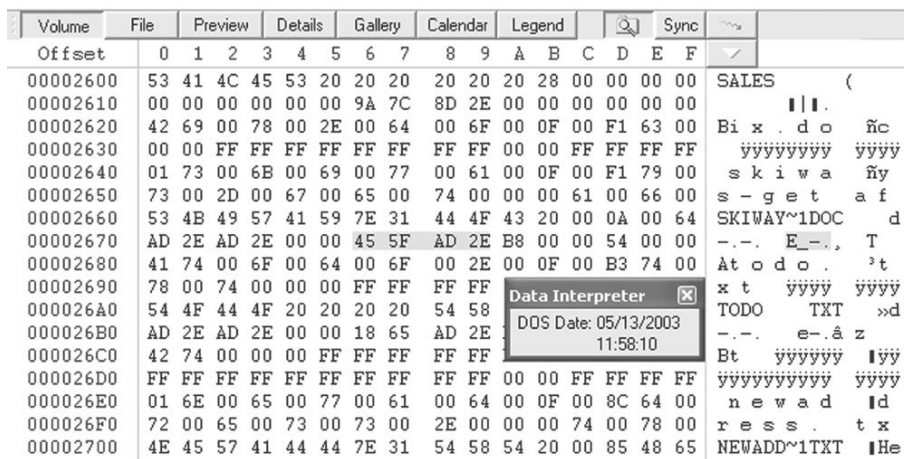 Volume File Preview Details Gallery Calendar Legend Sync
Offset 0 1 2 3 4 5 6 7 8 9 A B C D E F
00002600 53 41 4C 45 53 20 20 20 20 20 20 28 00 00 00 00 SALES (
00002610 00 00 00 00 00 00 9A 7C 8D 2E 00 00 00 00 00 00 ▮|▮.
00002620 42 69 00 78 00 2E 00 64 00 6F 00 0F 00 F1 63 00 Bi x . d o ñc
00002630 00 00 FF FF FF FF FF FF FF FF 00 00 FF FF FF FF ÿÿÿÿÿÿÿÿ ÿÿÿÿ
00002640 01 73 00 6B 00 69 00 77 00 61 00 0F 00 F1 79 00 s k i w a ñy
00002650 73 00 2D 00 67 00 65 00 74 00 00 00 61 00 66 00 s - g e t a f
00002660 53 4B 49 57 41 59 7E 31 44 4F 43 20 00 0A 00 64 SKIWAY~1DOC d
00002670 AD 2E AD 2E 00 00 45 5F AD 2E B8 00 00 54 00 00 -.-. E_-.¸ T
00002680 41 74 00 6F 00 64 00 6F 00 2E 00 0F 00 B3 74 00 At o d o . ³t
00002690 78 00 74 00 00 00 FF FF FF FF x t ÿÿÿÿ ÿÿÿÿ
000026A0 54 4F 44 4F 20 20 20 20 54 58 TODO TXT »d
000026B0 AD 2E AD 2E 00 00 18 65 AD 2E -.-. e-.â z
000026C0 42 74 00 00 00 FF FF FF FF FF Bt ÿÿÿÿÿÿ ▮ÿÿ
000026D0 FF FF FF FF FF FF FF FF FF FF 00 00 FF FF FF FF ÿÿÿÿÿÿÿÿÿÿ ÿÿÿÿ
000026E0 01 6E 00 65 00 77 00 61 00 64 00 0F 00 8C 64 00 n e w a d ▮d
000026F0 72 00 65 00 73 00 73 00 2E 00 00 00 74 00 78 00 r e s s . t x
00002700 4E 45 57 41 44 44 7E 31 54 58 54 20 00 85 48 65 NEWADD~1TXT ▮He
Data Interpreter
DOS Date: 05/13/2003
11:58:10